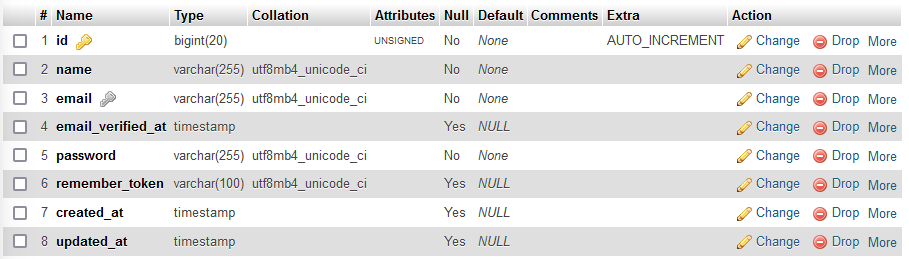 # Name Type Collation Attributes Null Default Comments Extra Action
1 id bigint(20) UNSIGNED No None AUTO_INCREMENT Change Drop More
2 name varchar(255) utf8mb4_unicode_ci No None Change Drop More
3 email varchar(255) utf8mb4_unicode_ci No None Change Drop More
4 email_verified_at timestamp Yes NULL Change Drop More
5 password varchar(255) utf8mb4_unicode_ci No None Change Drop More
6 remember_token varchar(100) utf8mb4_unicode_ci Yes NULL Change Drop More
7 created_at timestamp Yes NULL Change Drop More
8 updated_at timestamp Yes NULL Change Drop More